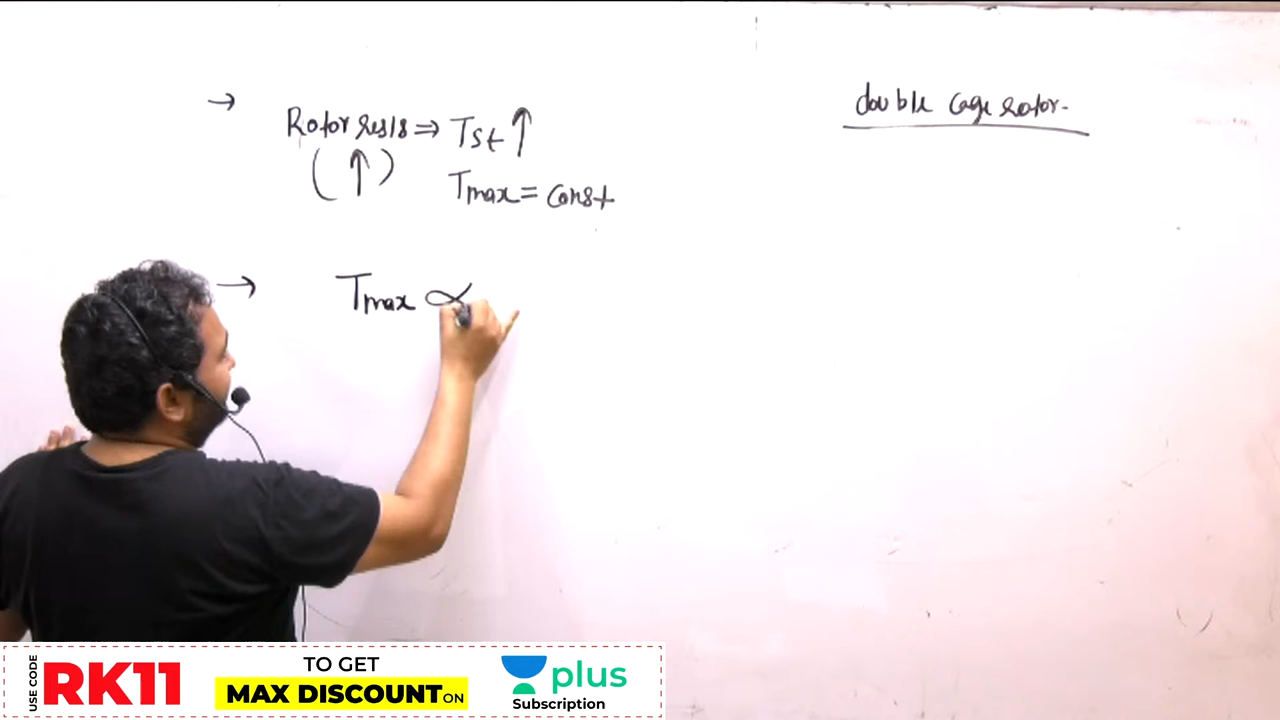 → Rotor resis ⇒ Tst ↑
(↑) Tmax = const
→ Tmax ∝
double cage rotor-
USE CODE RK11
TO GET
MAX DISCOUNT ON
plus
Subscription